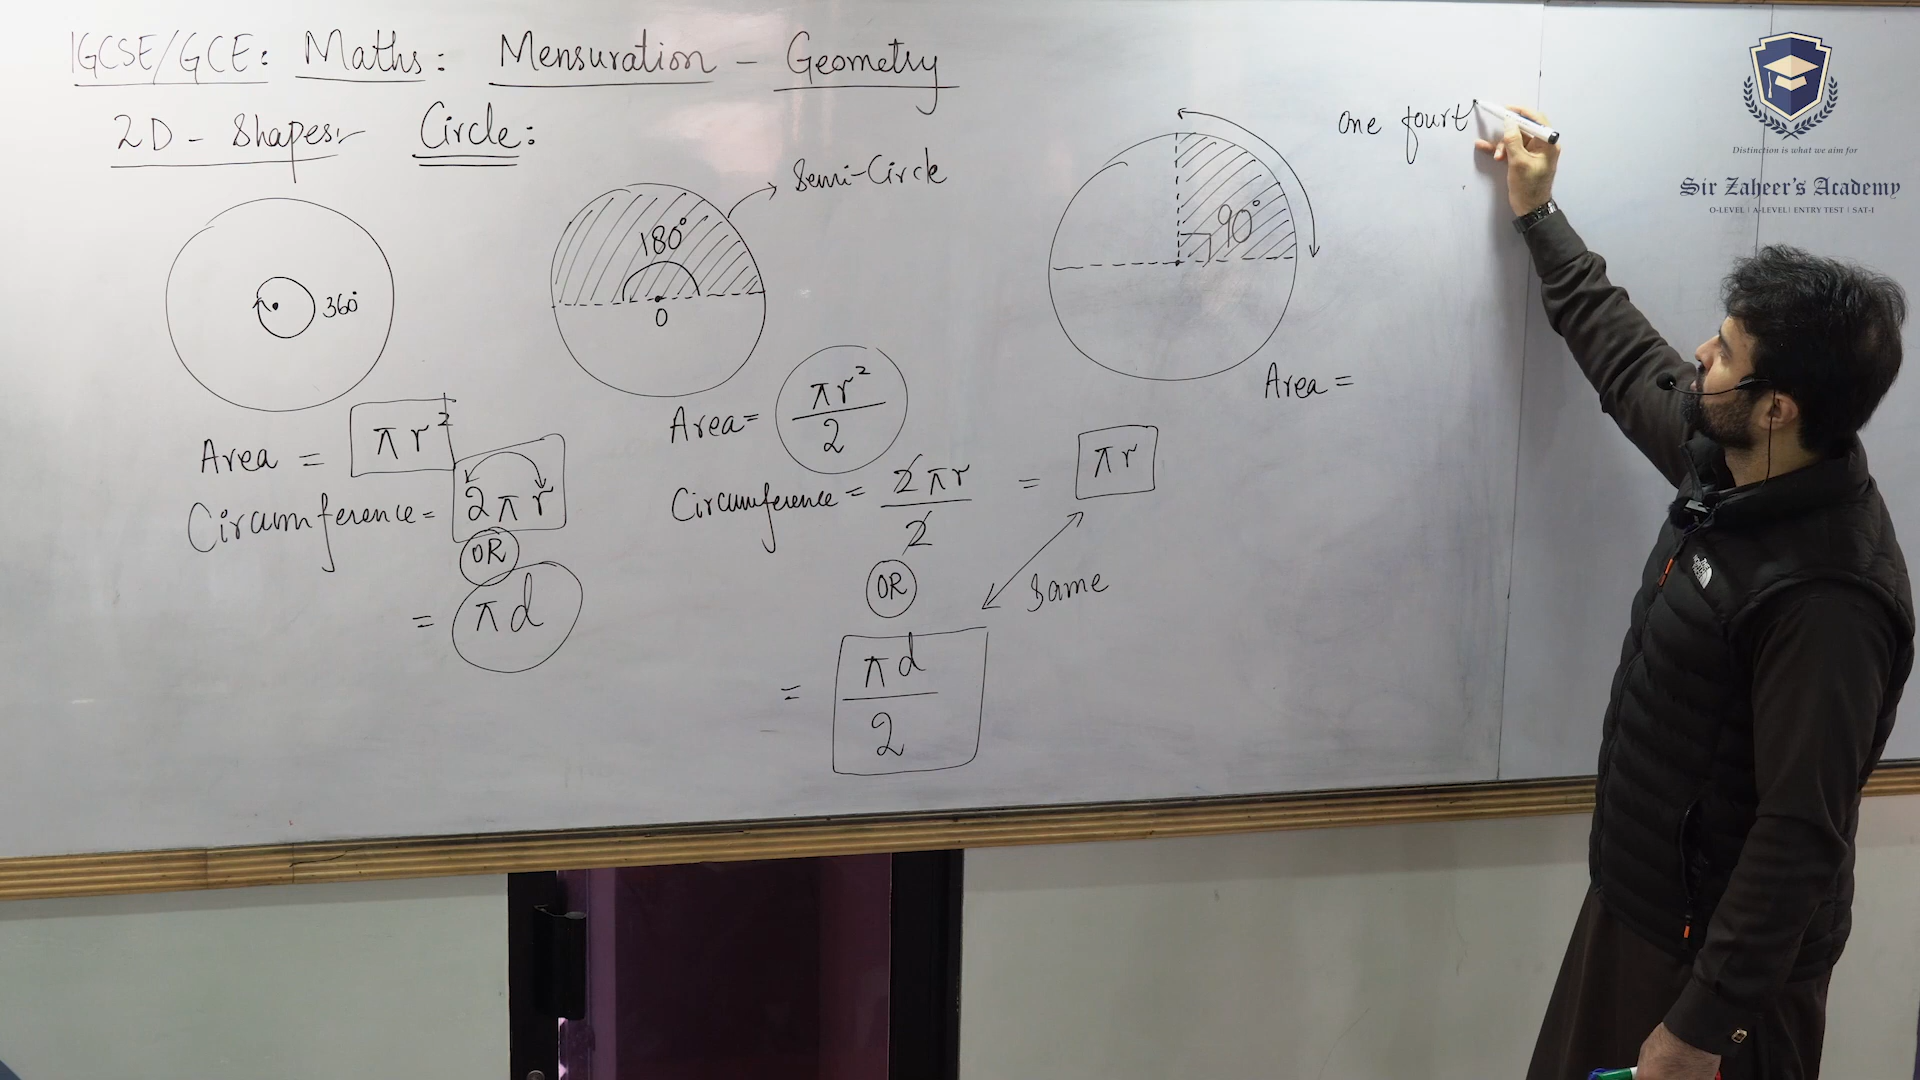 IGCSE/GCE: Maths: Mensuration - Geometry
2D - Shapes:- Circle:
360°
Area = πr²
Circumference = 2πr
OR
= πd
Semi-Circle
180°
O
Area = πr²/2
Circumference = 2πr/2 = πr
OR
Same
= πd/2
90°
One fourt
Area =
Distinction is what we aim for
Sir Zaheer's Academy
O-LEVEL | A-LEVEL | ENTRY TEST | SAT-I